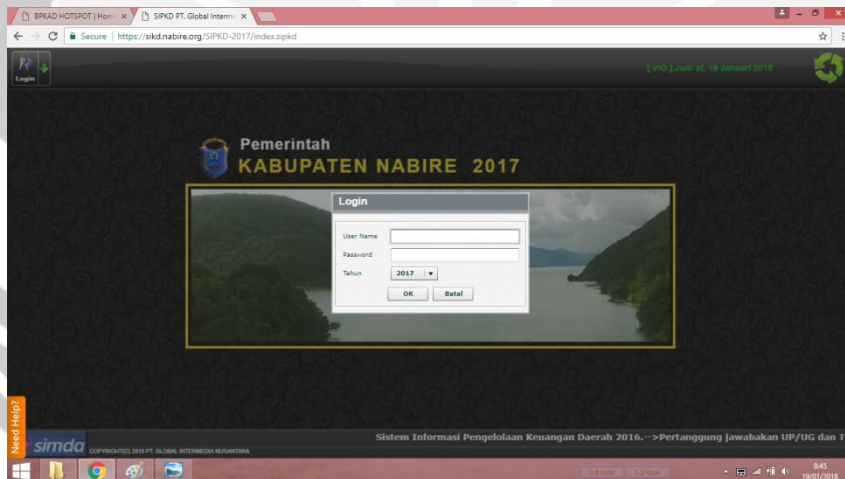 BPKAD HOTSPOT | Hom
SIPKD PT. Global Interme
Secure | https://sikd.nabire.org/SIPKD-2017/index.sipkd
Login
[ VIO ] Jum at, 19 Januari 2018
Pemerintah
KABUPATEN NABIRE 2017
Login
User Name
Password
Tahun
2017
OK Batal
Need Help?
simda
COPYRIGHT(C) 2015 PT. GLOBAL INTERMEDIA NUSANTARA
Sistem Informasi Pengelolaan Keuangan Daerah 2016.-->Pertanggung jawabakan UP/UG dan T
8:45
19/01/2018